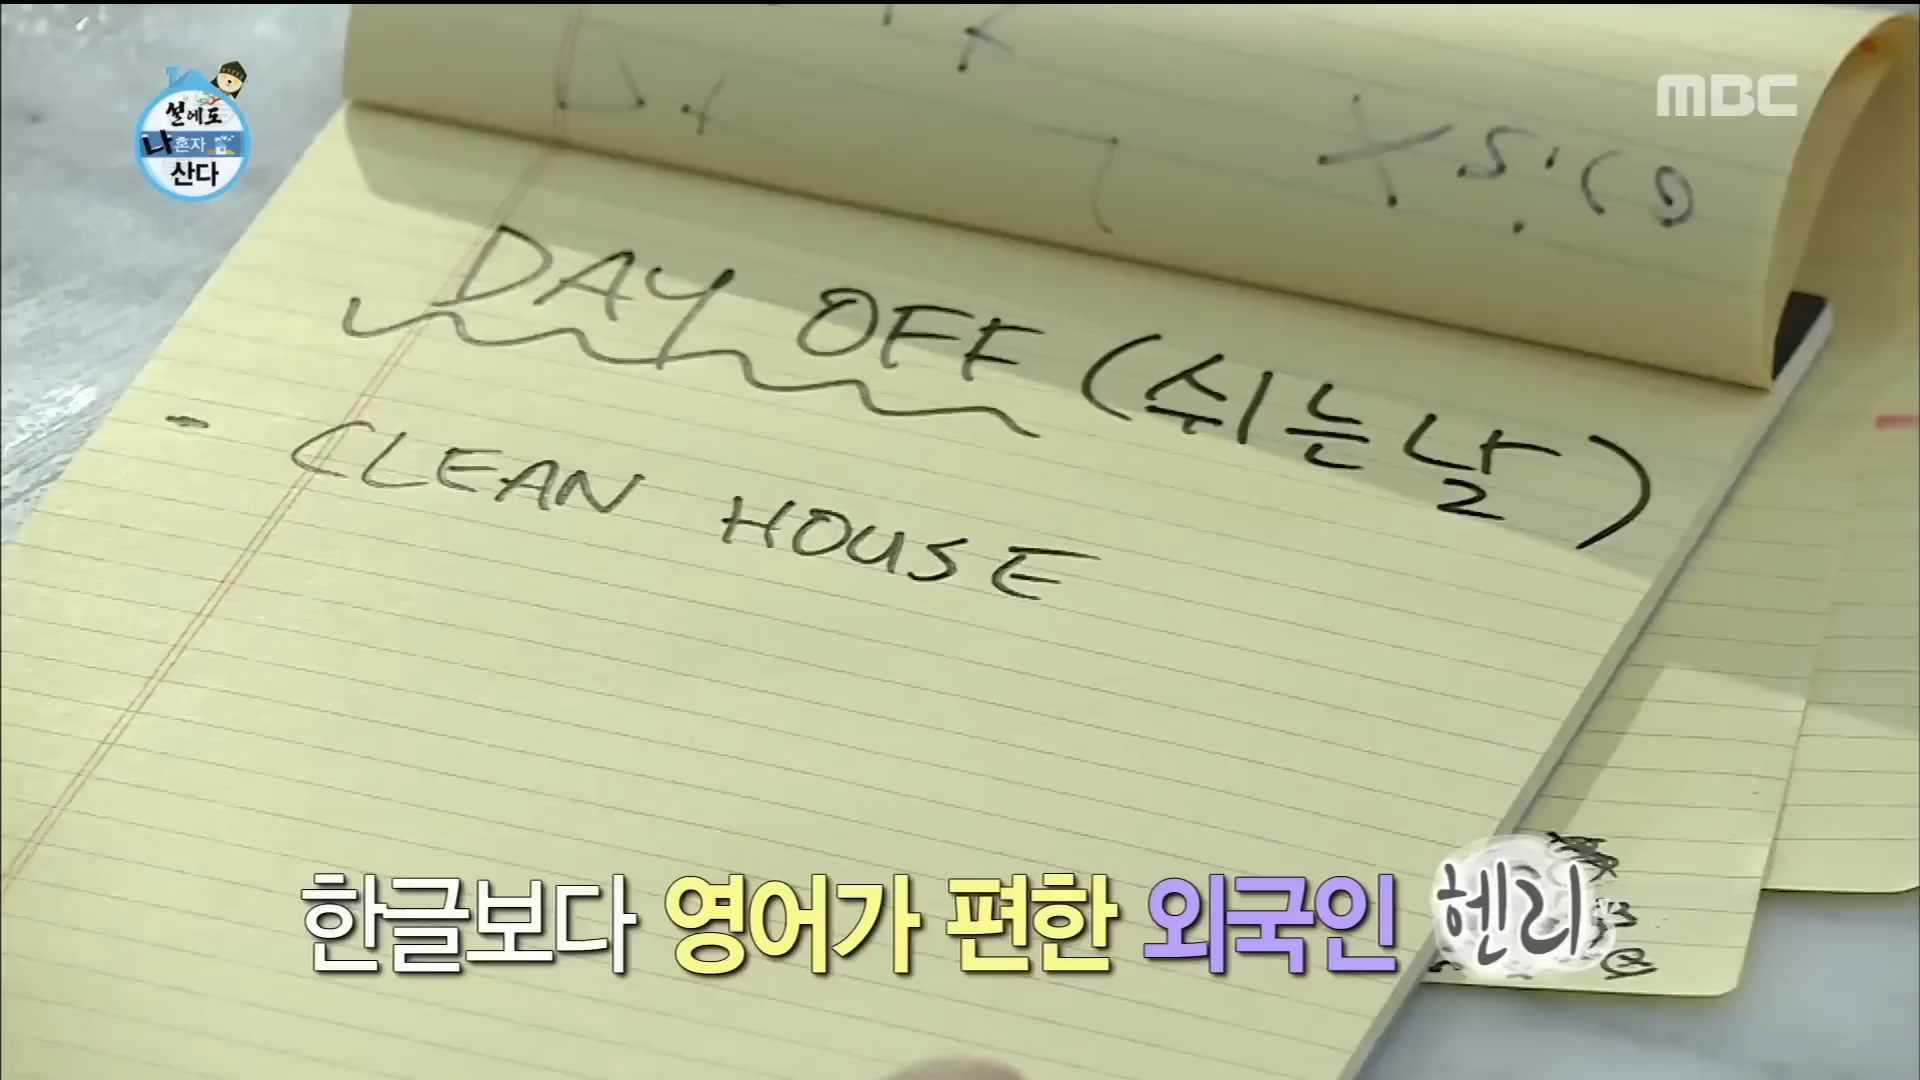 설에도
나 혼자
산다
MBC
DAY OFF (쉬는날)
- CLEAN HOUSE
한글보다 영어가 편한 외국인 헨리